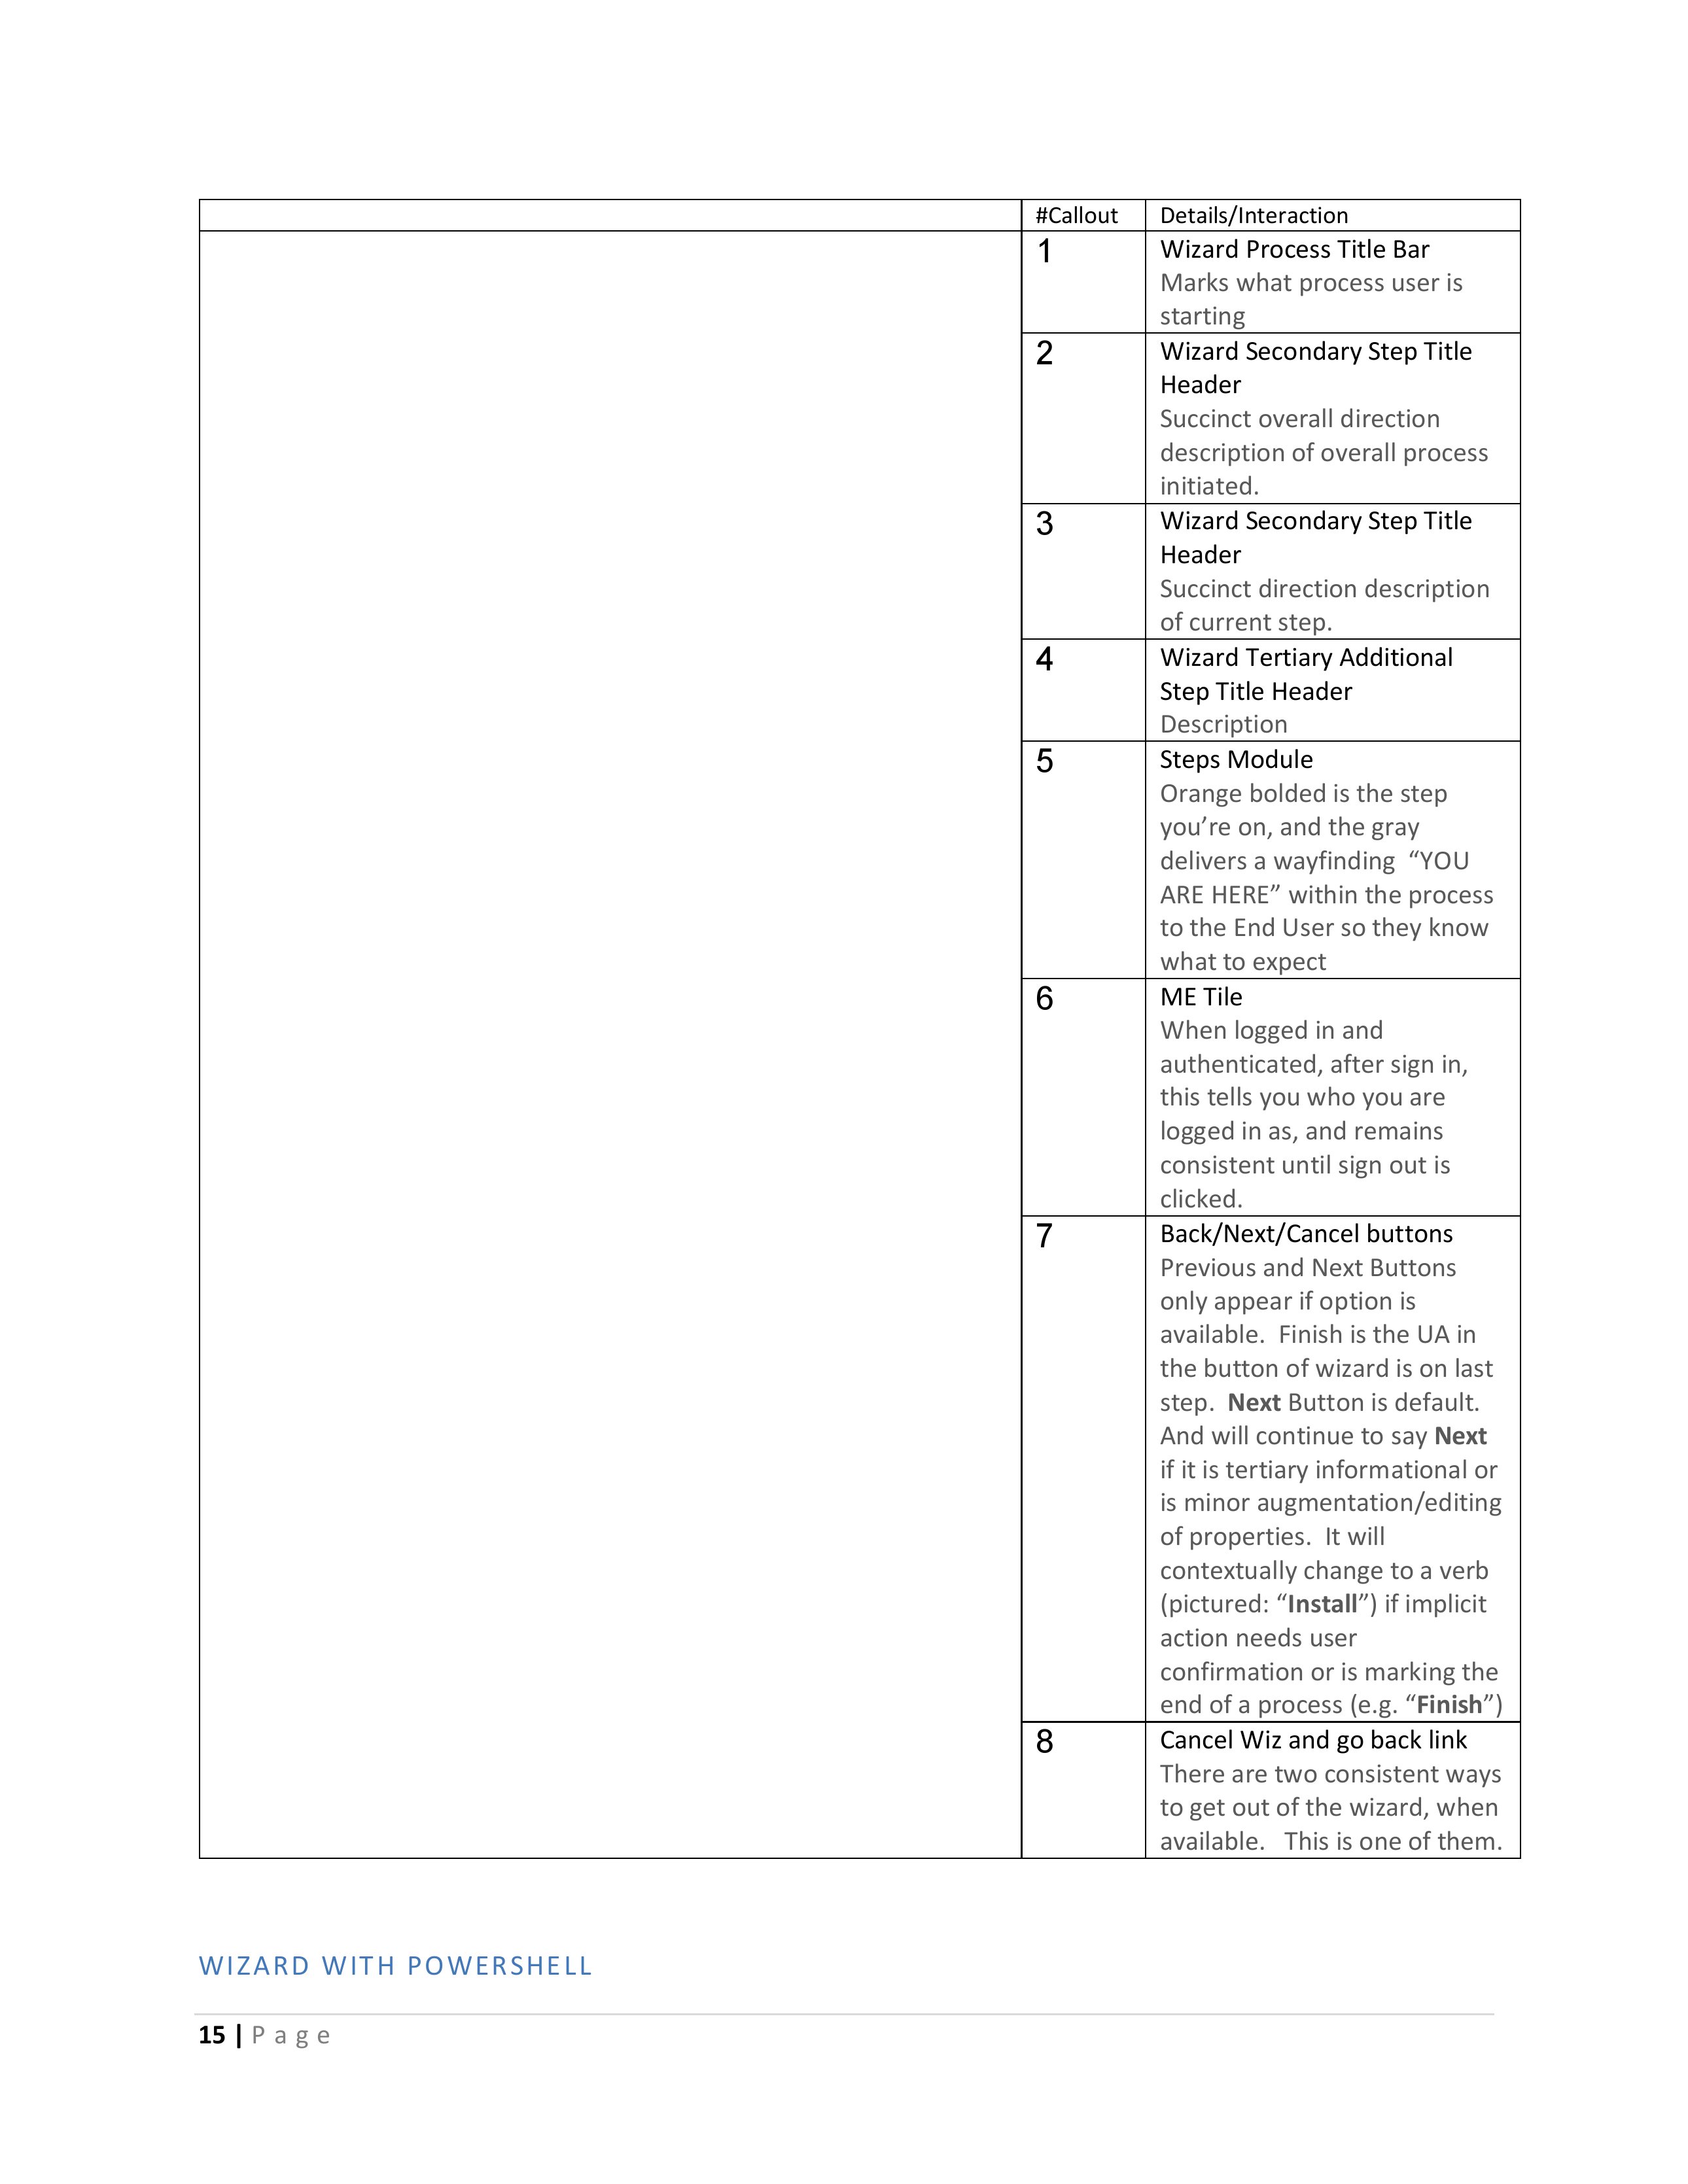 #Callout Details/Interaction
1 Wizard Process Title Bar
Marks what process user is
starting
2 Wizard Secondary Step Title
Header
Succinct overall direction
description of overall process
initiated.
3 Wizard Secondary Step Title
Header
Succinct direction description
of current step.
4 Wizard Tertiary Additional
Step Title Header
Description
5 Steps Module
Orange bolded is the step
you’re on, and the gray
delivers a wayfinding “YOU
ARE HERE” within the process
to the End User so they know
what to expect
6 ME Tile
When logged in and
authenticated, after sign in,
this tells you who you are
logged in as, and remains
consistent until sign out is
clicked.
7 Back/Next/Cancel buttons
Previous and Next Buttons
only appear if option is
available. Finish is the UA in
the button of wizard is on last
step. Next Button is default.
And will continue to say Next
if it is tertiary informational or
is minor augmentation/editing
of properties. It will
contextually change to a verb
(pictured: “Install”) if implicit
action needs user
confirmation or is marking the
end of a process (e.g. “Finish”)
8 Cancel Wiz and go back link
There are two consistent ways
to get out of the wizard, when
available. This is one of them.
WIZARD WITH POWERSHELL
15 | Page